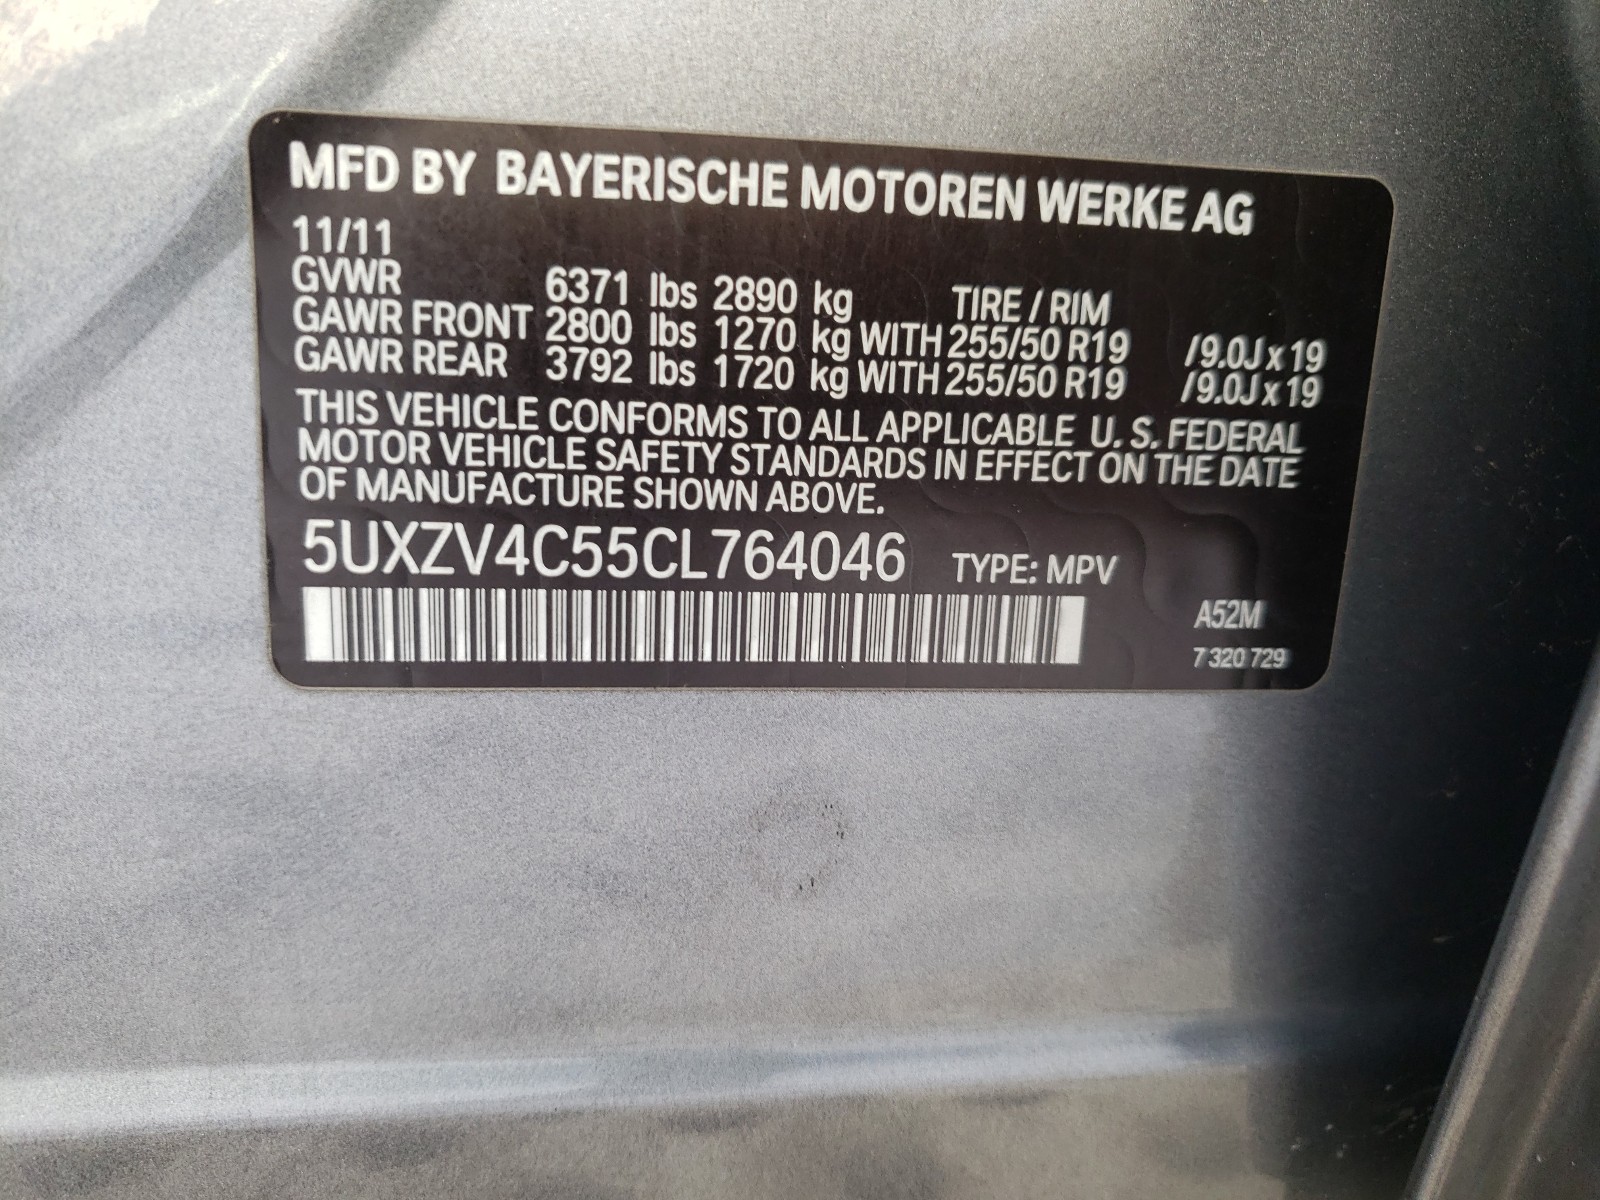 MFD BY BAYERISCHE MOTOREN WERKE AG
11/11
GVWR 6371 lbs 2890 kg TIRE / RIM
GAWR FRONT 2800 lbs 1270 kg WITH 255/50 R19 /9.0J x 19
GAWR REAR 3792 lbs 1720 kg WITH 255/50 R19 /9.0J x 19
THIS VEHICLE CONFORMS TO ALL APPLICABLE U. S. FEDERAL
MOTOR VEHICLE SAFETY STANDARDS IN EFFECT ON THE DATE
OF MANUFACTURE SHOWN ABOVE.
5UXZV4C55CL764046 TYPE: MPV
A52M
7 320 729